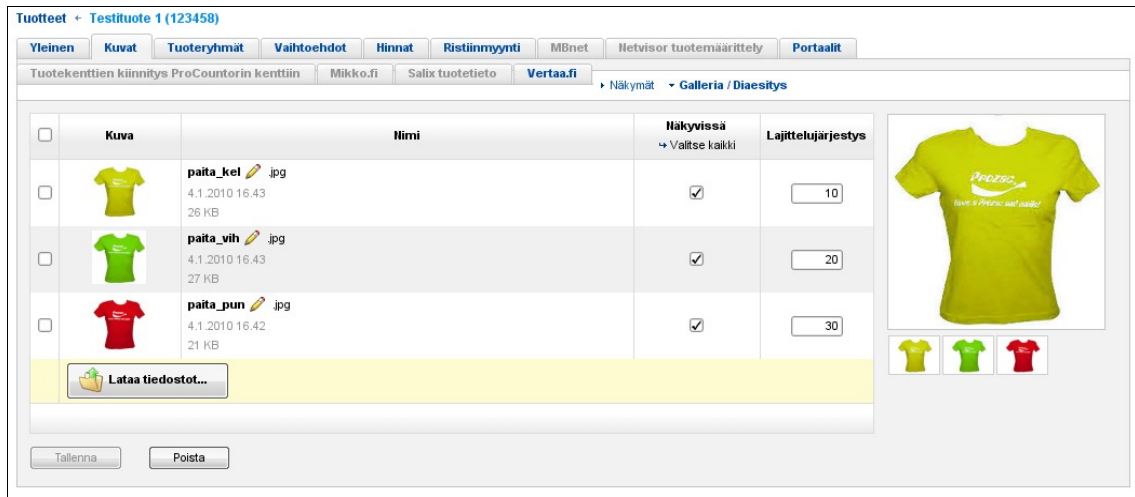 Tuotteet ← Testituote 1 (123458)
Yleinen Kuvat Tuoteryhmät Vaihtoehdot Hinnat Ristiinmyynti MBnet Netvisor tuotemäärittely Portaalit
Tuotekenttien kiinnitys ProCountorin kenttiin Mikko.fi Salix tuotetieto Vertaa.fi
Näkymät Galleria / Diaesitys
Kuva Nimi Näkyvissä Lajittelujärjestys
Valitse kaikki
paita_kel .jpg
4.1.2010 16.43
26 KB
10
paita_vih .jpg
4.1.2010 16.43
27 KB
20
paita_pun .jpg
4.1.2010 16.42
21 KB
30
Lataa tiedostot...
Tallenna Poista